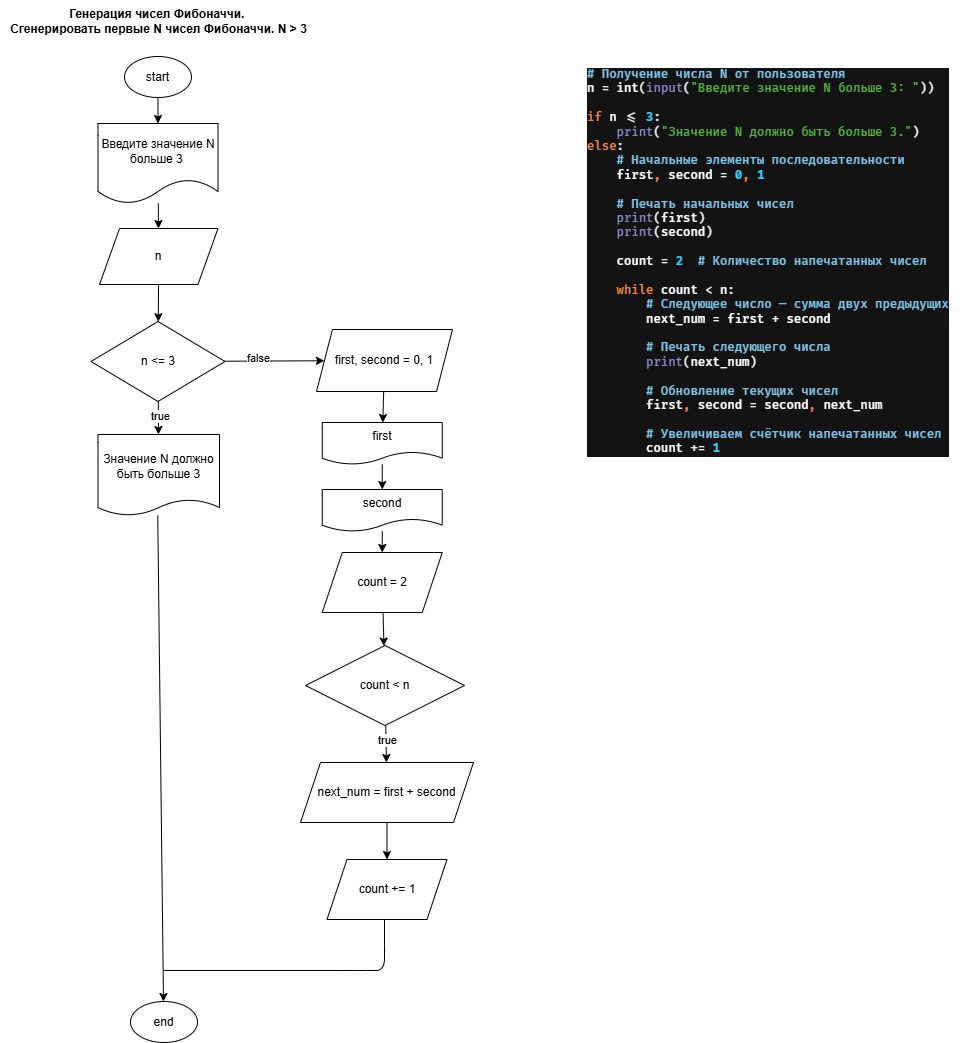 Генерация чисел Фибоначчи.
Сгенерировать первые N чисел Фибоначчи. N > 3
start
Введите значение N
больше 3
n
n <= 3
false
true
Значение N должно
быть больше 3
first, second = 0, 1
first
second
count = 2
count < n
true
next_num = first + second
count += 1
end
# Получение числа N от пользователя
n = int(input("Введите значение N больше 3: "))
if n ⩽ 3:
    print("Значение N должно быть больше 3.")
else:
    # Начальные элементы последовательности
    first, second = 0, 1
    # Печать начальных чисел
    print(first)
    print(second)
    count = 2  # Количество напечатанных чисел
    while count < n:
        # Следующее число — сумма двух предыдущих
        next_num = first + second
        # Печать следующего числа
        print(next_num)
        # Обновление текущих чисел
        first, second = second, next_num
        # Увеличиваем счётчик напечатанных чисел
        count += 1